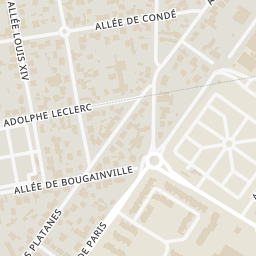 ALLÉE DE CONDÉ
ALLÉE LOUIS XIV
ADOLPHE LECLERC
ALLÉE DE BOUGAINVILLE
PLATANES
DE PARIS